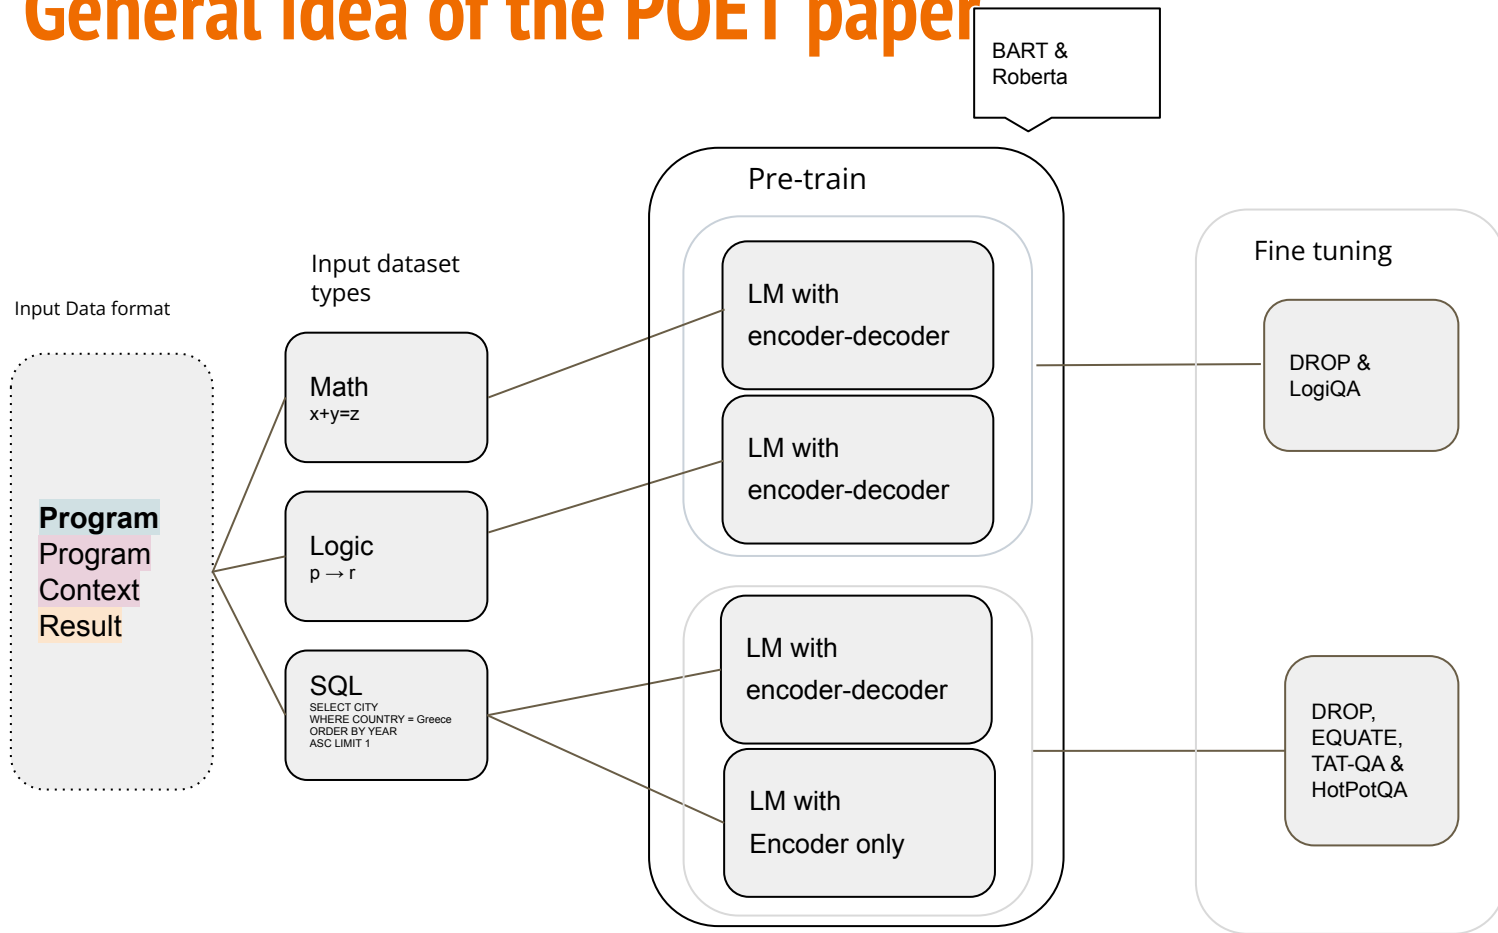 General idea of the POET paper
BART &
Roberta
Pre-train
Input dataset
types
Fine tuning
Input Data format
LM with
encoder-decoder
Math
x+y=z
DROP &
LogiQA
LM with
encoder-decoder
Program
Program
Context
Result
Logic
p → r
LM with
encoder-decoder
SQL
SELECT CITY
WHERE COUNTRY = Greece
ORDER BY YEAR
ASC LIMIT 1
DROP,
EQUATE,
TAT-QA &
HotPotQA
LM with
Encoder only